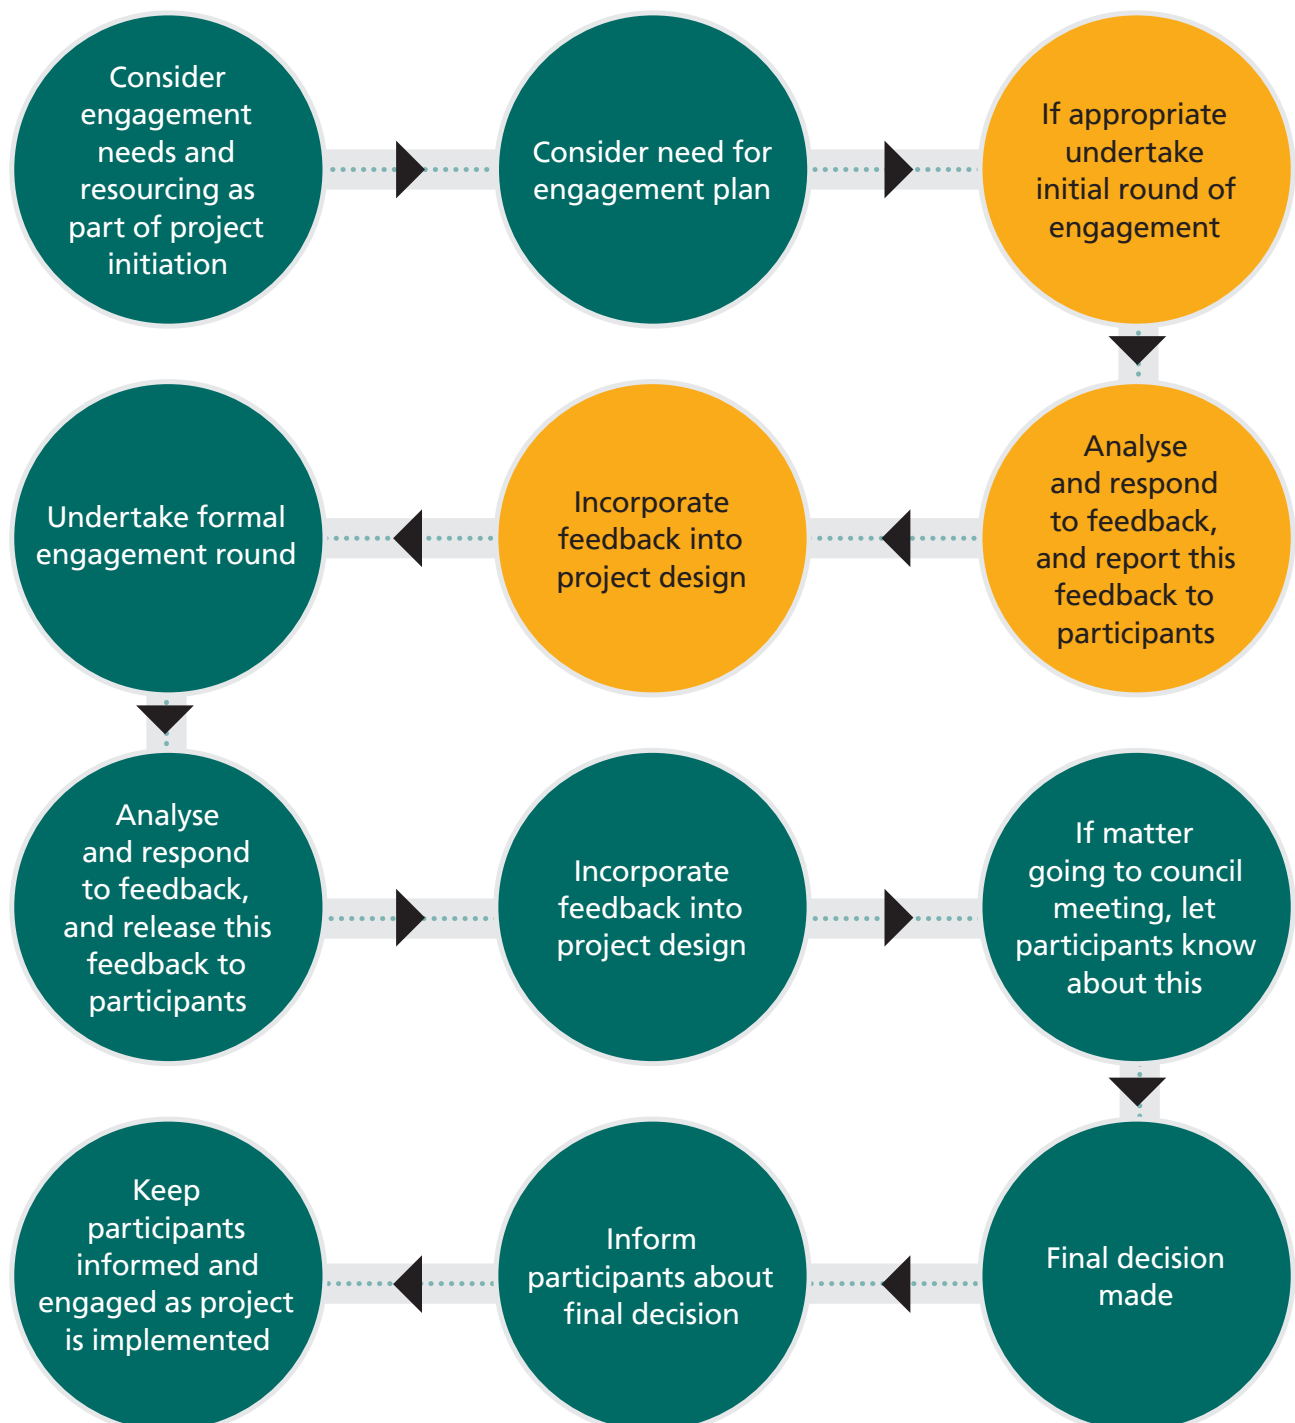 Consider
engagement
needs and
resourcing as
part of project
initiation
Consider need for
engagement plan
If appropriate
undertake
initial round of
engagement
Analyse
and respond
to feedback,
and report this
feedback to
participants
Incorporate
feedback into
project design
Undertake formal
engagement round
Analyse
and respond
to feedback,
and release this
feedback to
participants
Incorporate
feedback into
project design
If matter
going to council
meeting, let
participants know
about this
Final decision
made
Inform
participants about
final decision
Keep
participants
informed and
engaged as project
is implemented